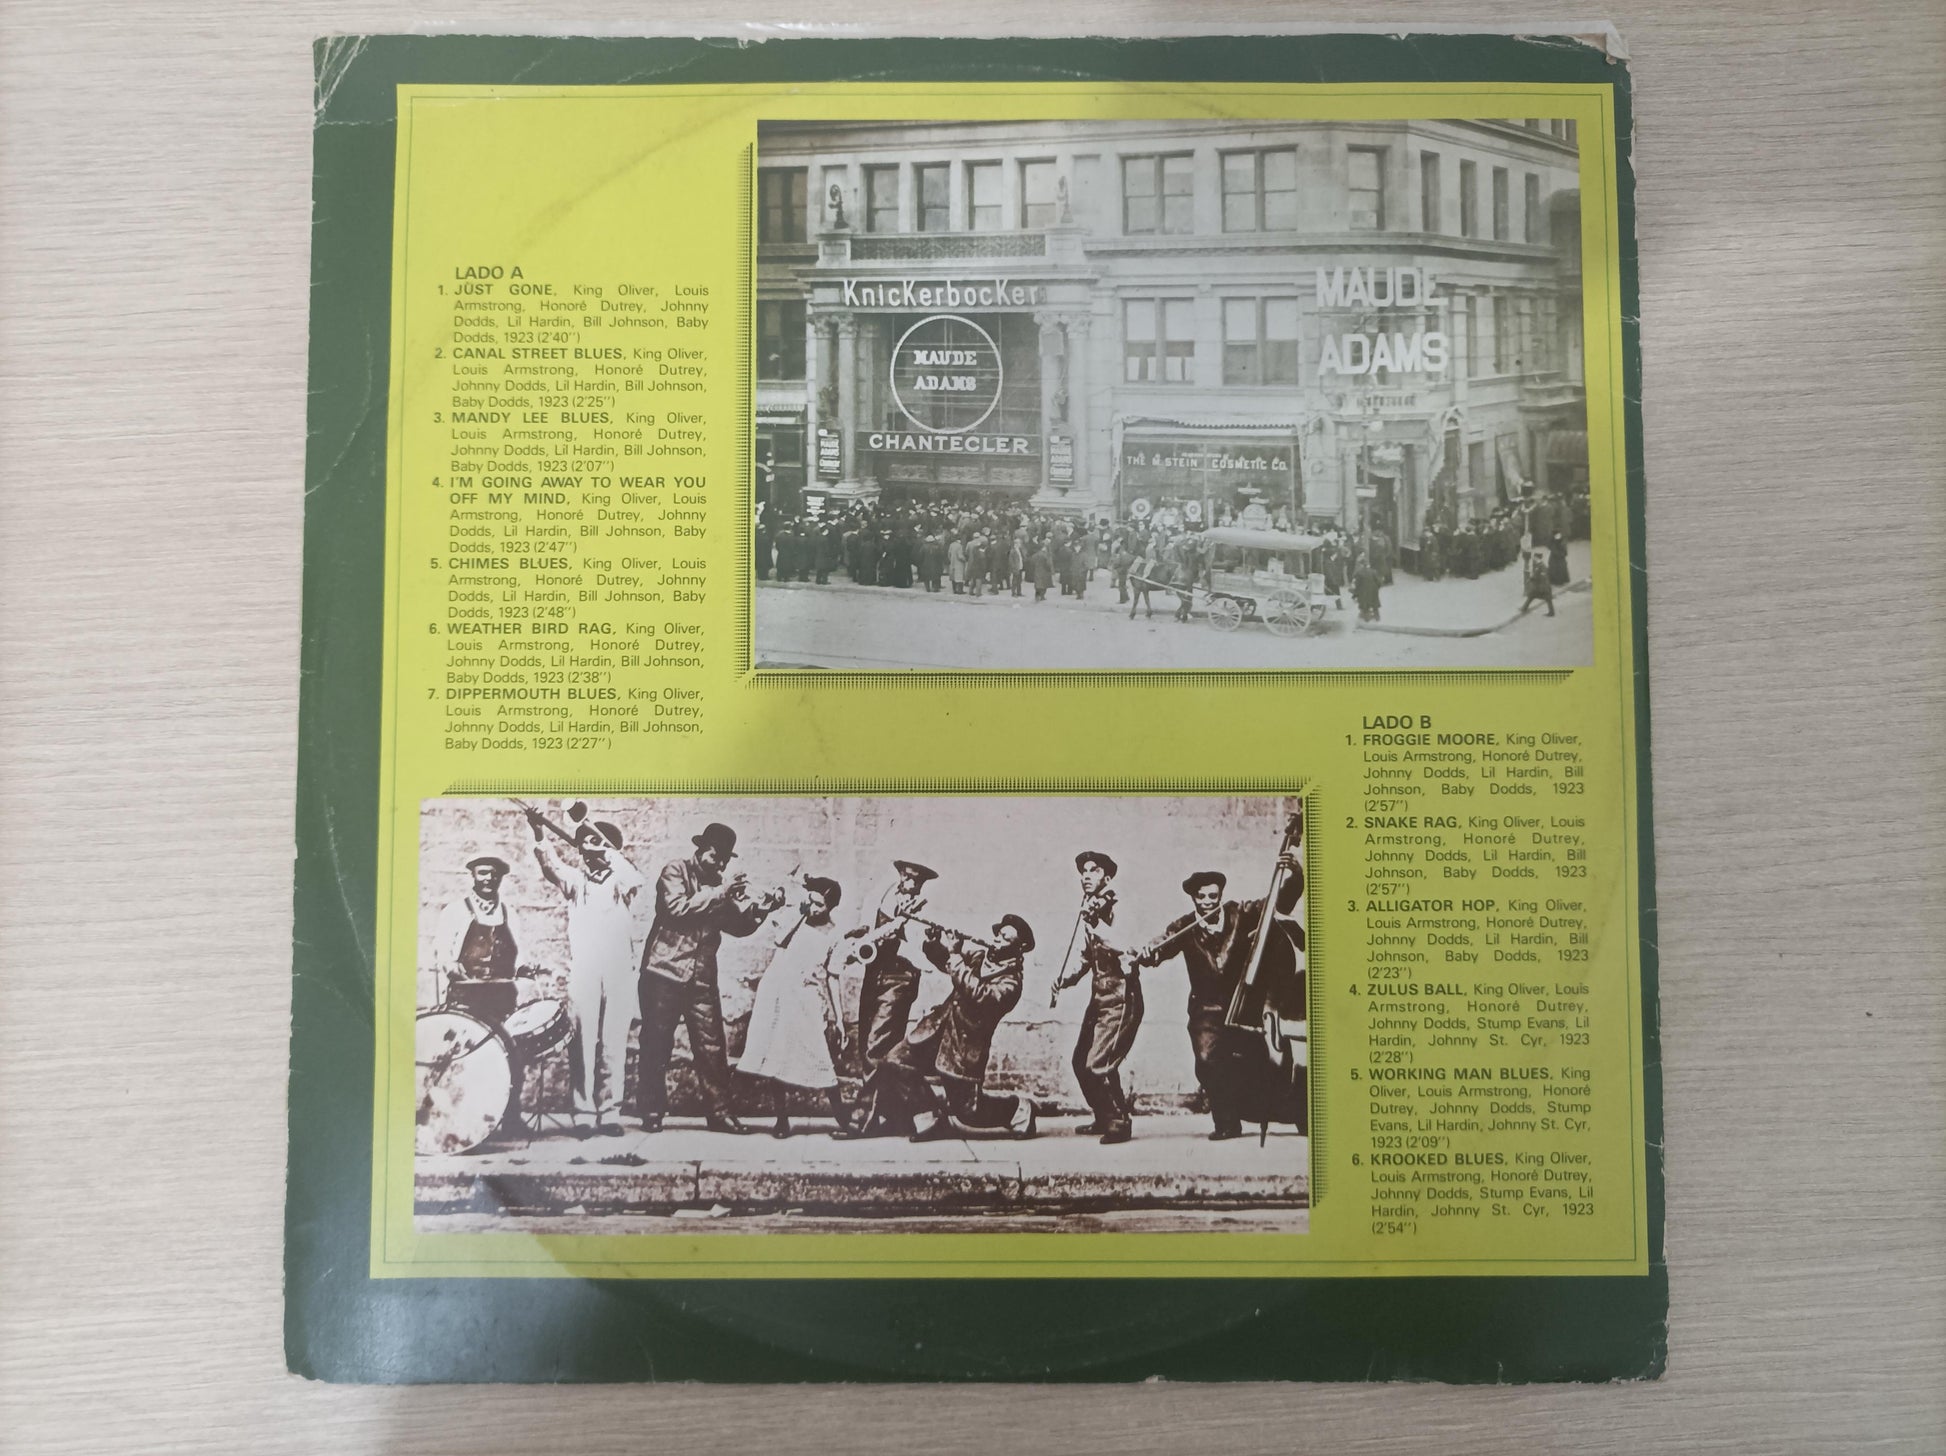 LADO A
1. JUST GONE, King Oliver, Louis
Armstrong, Honoré Dutrey, Johnny
Dodds, Lil Hardin, Bill Johnson, Baby
Dodds, 1923 (2'40'')
2. CANAL STREET BLUES, King Oliver,
Louis Armstrong, Honoré Dutrey,
Johnny Dodds, Lil Hardin, Bill Johnson,
Baby Dodds, 1923 (2'25'')
3. MANDY LEE BLUES, King Oliver,
Louis Armstrong, Honoré Dutrey,
Johnny Dodds, Lil Hardin, Bill Johnson,
Baby Dodds, 1923 (2'07'')
4. I'M GOING AWAY TO WEAR YOU
OFF MY MIND, King Oliver, Louis
Armstrong, Honoré Dutrey, Johnny
Dodds, Lil Hardin, Bill Johnson, Baby
Dodds, 1923 (2'47'')
5. CHIMES BLUES, King Oliver, Louis
Armstrong, Honoré Dutrey, Johnny
Dodds, Lil Hardin, Bill Johnson, Baby
Dodds, 1923 (2'48'')
6. WEATHER BIRD RAG, King Oliver,
Louis Armstrong, Honoré Dutrey,
Johnny Dodds, Lil Hardin, Bill Johnson,
Baby Dodds, 1923 (2'38'')
7. DIPPERMOUTH BLUES, King Oliver,
Louis Armstrong, Honoré Dutrey,
Johnny Dodds, Lil Hardin, Bill Johnson,
Baby Dodds, 1923 (2'27'')
KnicKerbocKer
MAUDE
ADAMS
CHANTECLER
MAUDE
ADAMS
THE M. STEIN COSMETIC CO.
LADO B
1. FROGGIE MOORE, King Oliver,
Louis Armstrong, Honoré Dutrey,
Johnny Dodds, Lil Hardin, Bill
Johnson, Baby Dodds, 1923
(2'57'')
2. SNAKE RAG, King Oliver, Louis
Armstrong, Honoré Dutrey,
Johnny Dodds, Lil Hardin, Bill
Johnson, Baby Dodds, 1923
(2'57'')
3. ALLIGATOR HOP, King Oliver,
Louis Armstrong, Honoré Dutrey,
Johnny Dodds, Lil Hardin, Bill
Johnson, Baby Dodds, 1923
(2'23'')
4. ZULUS BALL, King Oliver, Louis
Armstrong, Honoré Dutrey,
Johnny Dodds, Stump Evans, Lil
Hardin, Johnny St. Cyr, 1923
(2'28'')
5. WORKING MAN BLUES, King
Oliver, Louis Armstrong, Honoré
Dutrey, Johnny Dodds, Stump
Evans, Lil Hardin, Johnny St. Cyr,
1923 (2'09'')
6. KROOKED BLUES, King Oliver,
Louis Armstrong, Honoré Dutrey,
Johnny Dodds, Stump Evans, Lil
Hardin, Johnny St. Cyr, 1923
(2'54'')